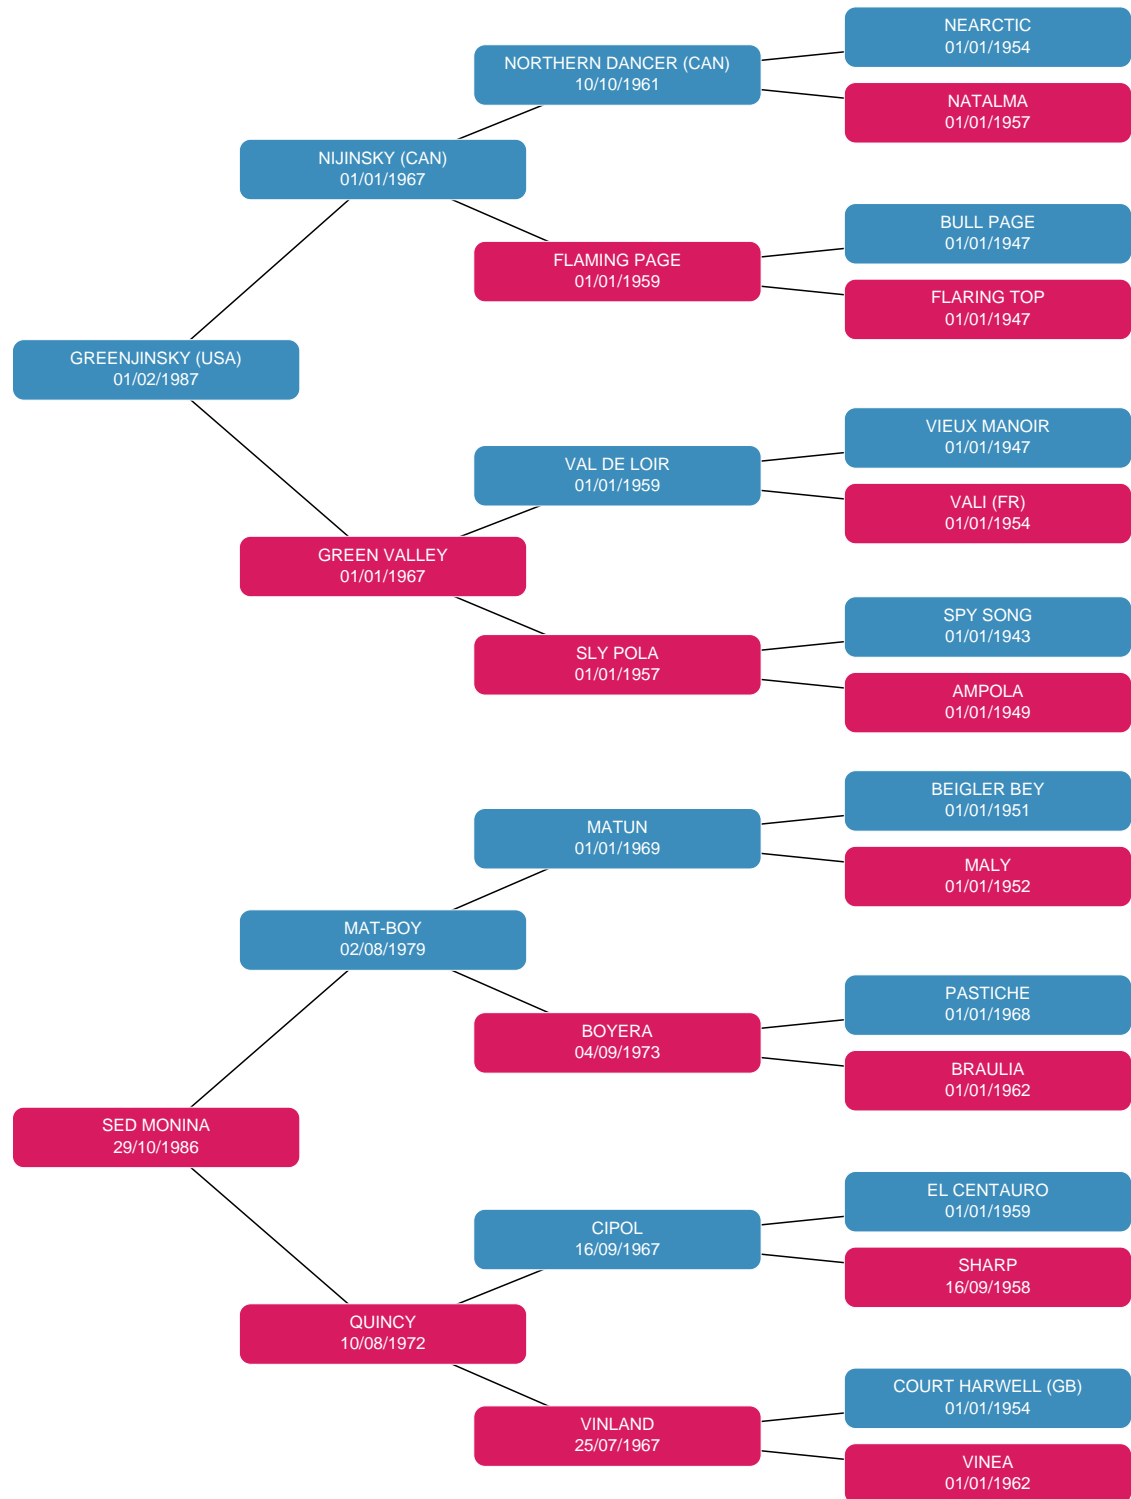 NEARCTIC
01/01/1954
NORTHERN DANCER (CAN)
10/10/1961
NATALMA
01/01/1957
NIJINSKY (CAN)
01/01/1967
BULL PAGE
01/01/1947
FLAMING PAGE
01/01/1959
FLARING TOP
01/01/1947
GREENJINSKY (USA)
01/02/1987
VIEUX MANOIR
01/01/1947
VAL DE LOIR
01/01/1959
VALI (FR)
01/01/1954
GREEN VALLEY
01/01/1967
SPY SONG
01/01/1943
SLY POLA
01/01/1957
AMPOLA
01/01/1949
BEIGLER BEY
01/01/1951
MATUN
01/01/1969
MALY
01/01/1952
MAT-BOY
02/08/1979
PASTICHE
01/01/1968
BOYERA
04/09/1973
BRAULIA
01/01/1962
SED MONINA
29/10/1986
EL CENTAURO
01/01/1959
CIPOL
16/09/1967
SHARP
16/09/1958
QUINCY
10/08/1972
COURT HARWELL (GB)
01/01/1954
VINLAND
25/07/1967
VINEA
01/01/1962